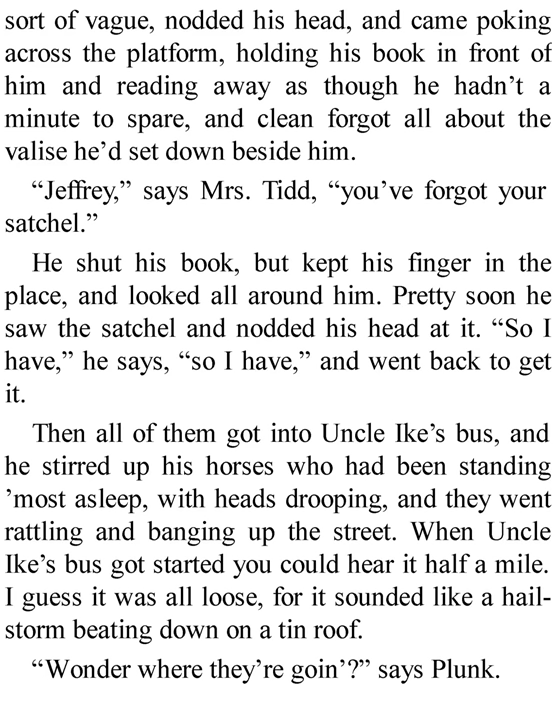 sort of vague, nodded his head, and came poking
across the platform, holding his book in front of
him and reading away as though he hadn’t a
minute to spare, and clean forgot all about the
valise he’d set down beside him.
“Jeffrey,” says Mrs. Tidd, “you’ve forgot your
satchel.”
He shut his book, but kept his finger in the
place, and looked all around him. Pretty soon he
saw the satchel and nodded his head at it. “So I
have,” he says, “so I have,” and went back to get
it.
Then all of them got into Uncle Ike’s bus, and
he stirred up his horses who had been standing
’most asleep, with heads drooping, and they went
rattling and banging up the street. When Uncle
Ike’s bus got started you could hear it half a mile.
I guess it was all loose, for it sounded like a hail-
storm beating down on a tin roof.
“Wonder where they’re goin’?” says Plunk.